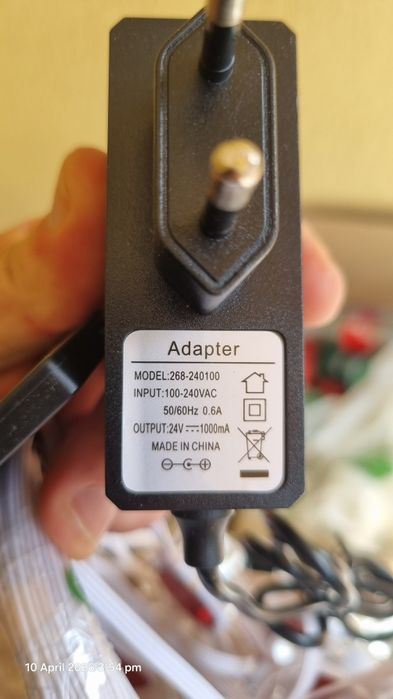 Adapter
MODEL:268-240100
INPUT:100-240VAC
50/60Hz 0.6A
OUTPUT:24V⎓1000mA
MADE IN CHINA
10 April
pm